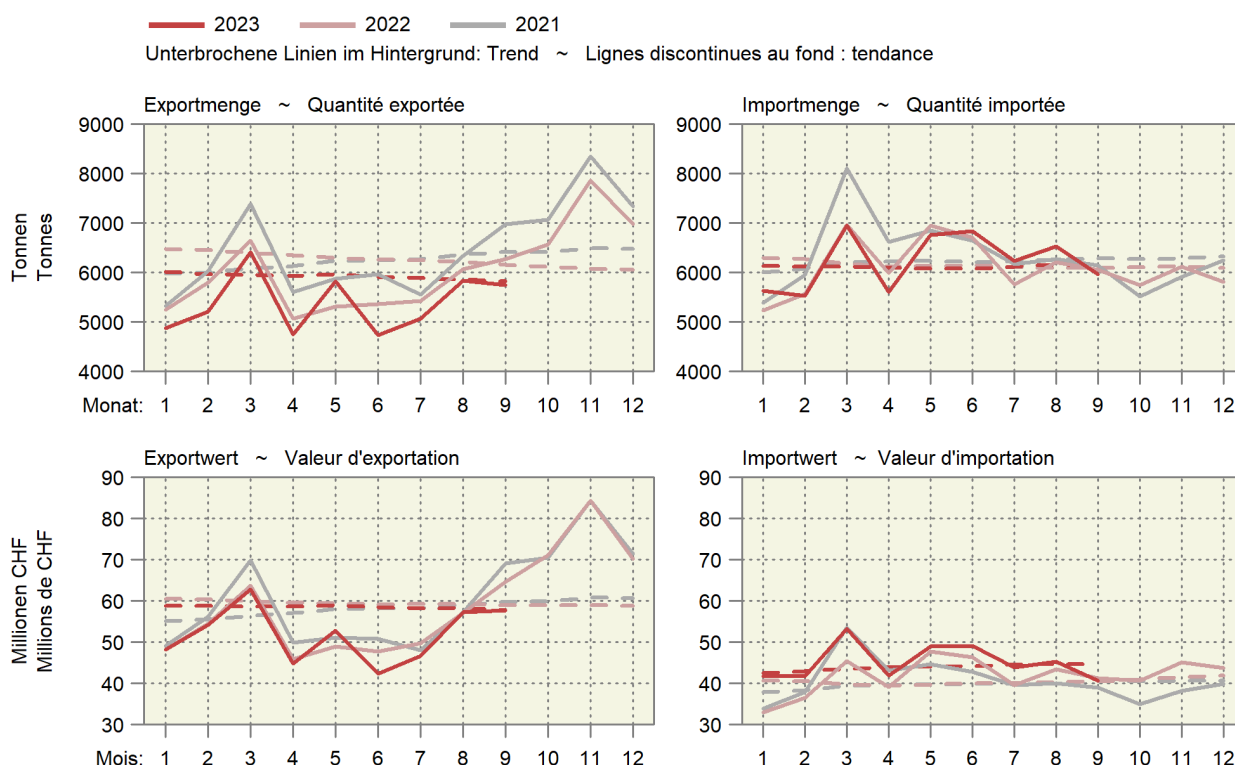 2023 2022 2021
Unterbrochene Linien im Hintergrund: Trend ~ Lignes discontinues au fond : tendance
Exportmenge ~ Quantité exportée
Tonnen
Tonnes
9000
8000
7000
6000
5000
4000
Monat: 1 2 3 4 5 6 7 8 9 10 11 12
Importmenge ~ Quantité importée
9000
8000
7000
6000
5000
4000
1 2 3 4 5 6 7 8 9 10 11 12
Exportwert ~ Valeur d'exportation
Millionen CHF
Millions de CHF
90
80
70
60
50
40
30
Mois: 1 2 3 4 5 6 7 8 9 10 11 12
Importwert ~ Valeur d'importation
90
80
70
60
50
40
30
1 2 3 4 5 6 7 8 9 10 11 12